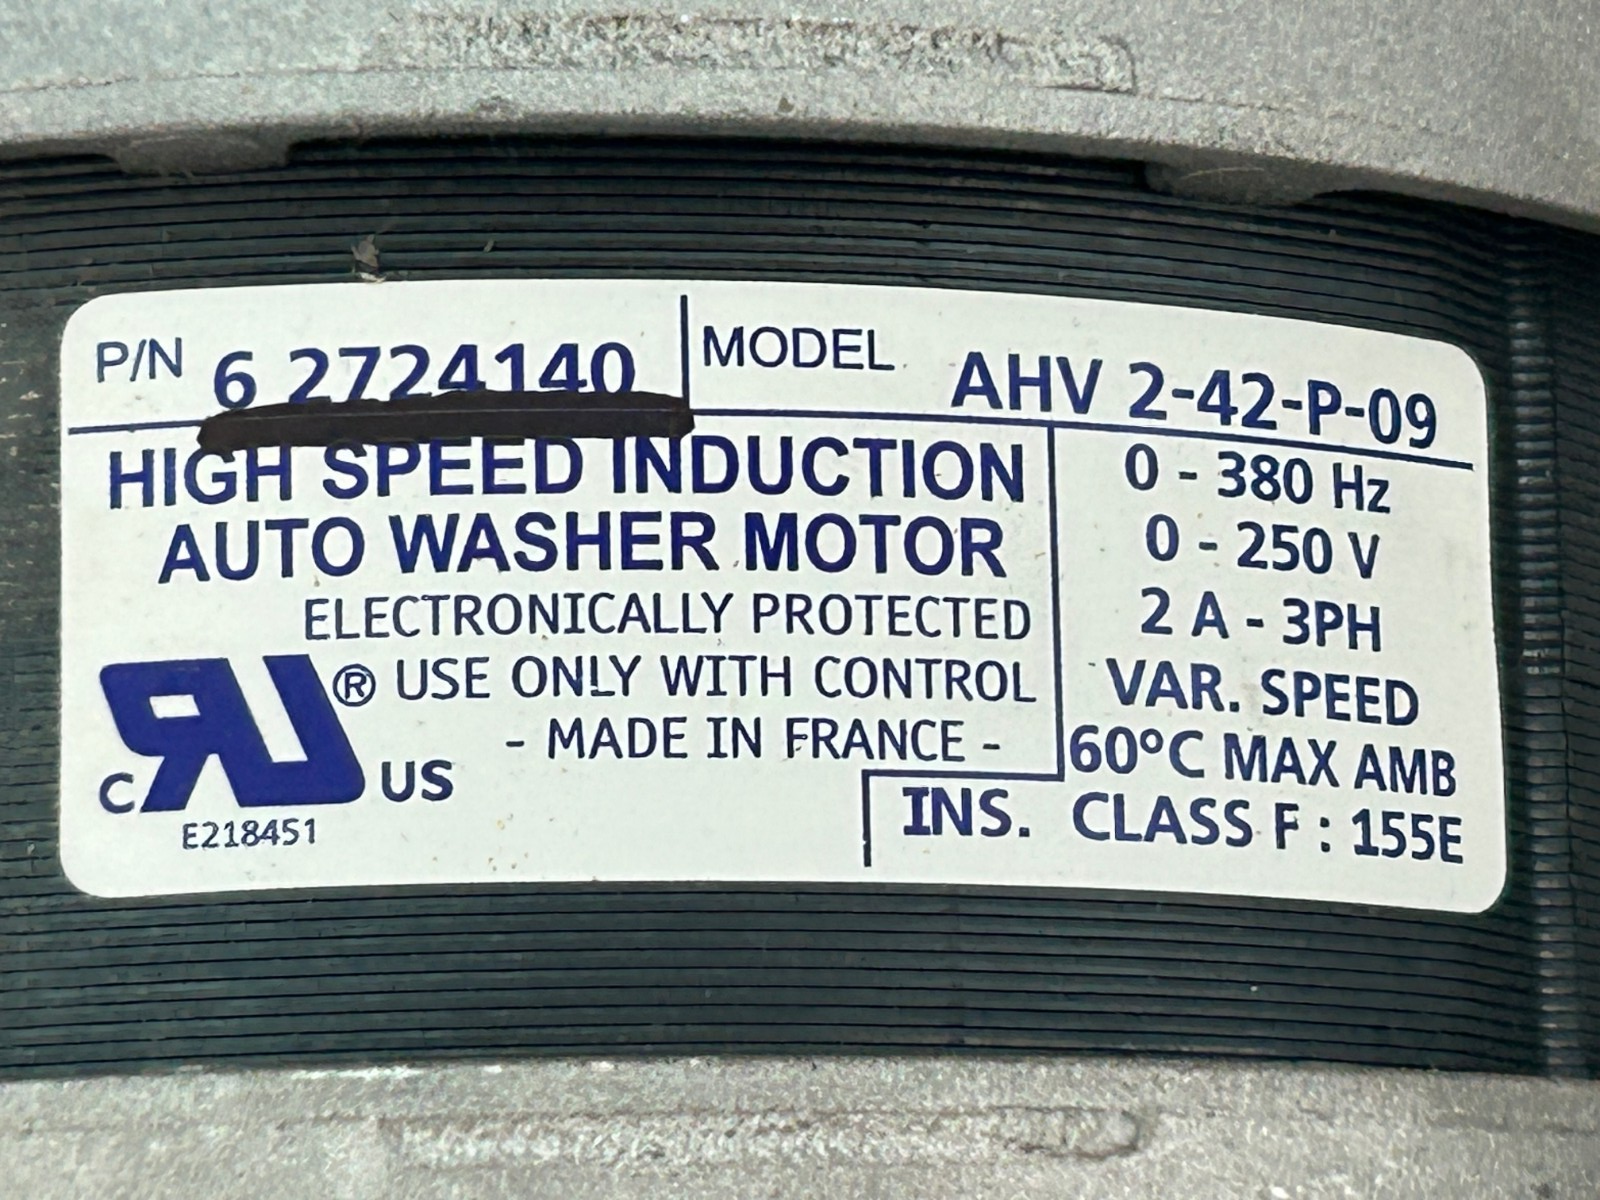 P/N 6 2724140
MODEL AHV 2-42-P-09
HIGH SPEED INDUCTION
AUTO WASHER MOTOR
ELECTRONICALLY PROTECTED
® USE ONLY WITH CONTROL
- MADE IN FRANCE -
C RU US
E218451
0 - 380 Hz
0 - 250 V
2 A - 3PH
VAR. SPEED
60°C MAX AMB
INS. CLASS F : 155E